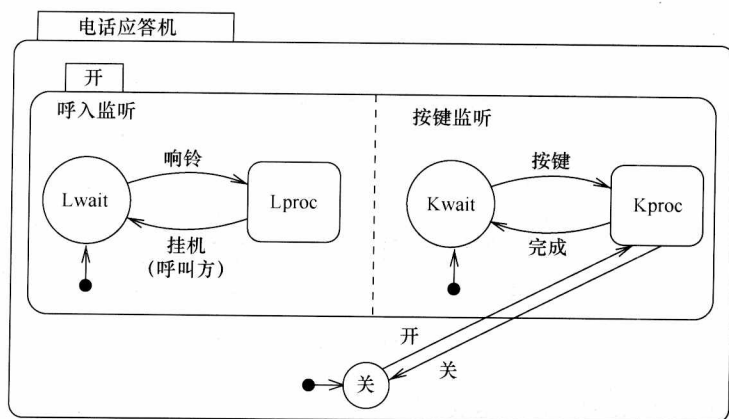 电话应答机
开
呼入监听
按键监听
响铃
按键
Lwait
Lproc
Kwait
Kproc
挂机
(呼叫方)
完成
开
关
关